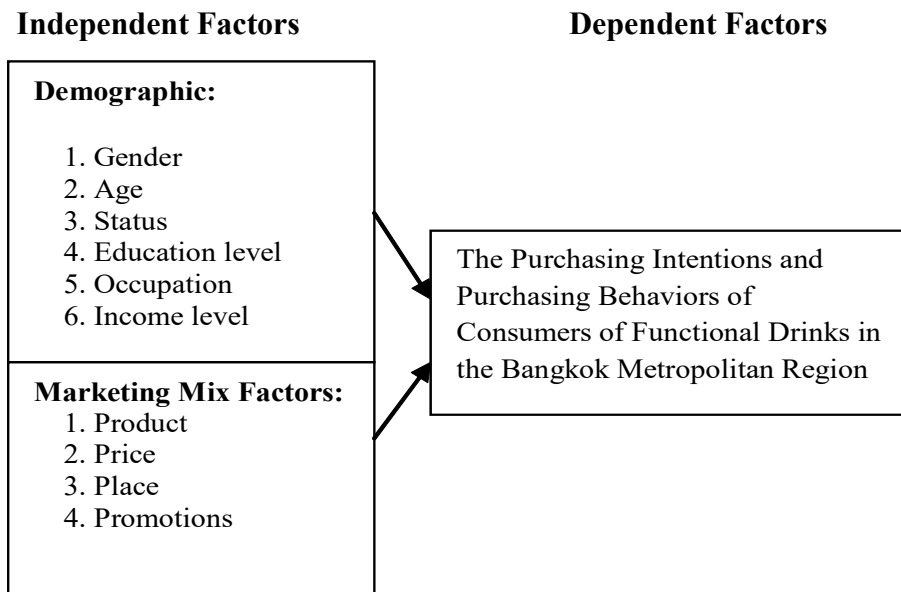 Independent Factors
Dependent Factors
Demographic:
1. Gender
2. Age
3. Status
4. Education level
5. Occupation
6. Income level
Marketing Mix Factors:
1. Product
2. Price
3. Place
4. Promotions
The Purchasing Intentions and
Purchasing Behaviors of
Consumers of Functional Drinks in
the Bangkok Metropolitan Region